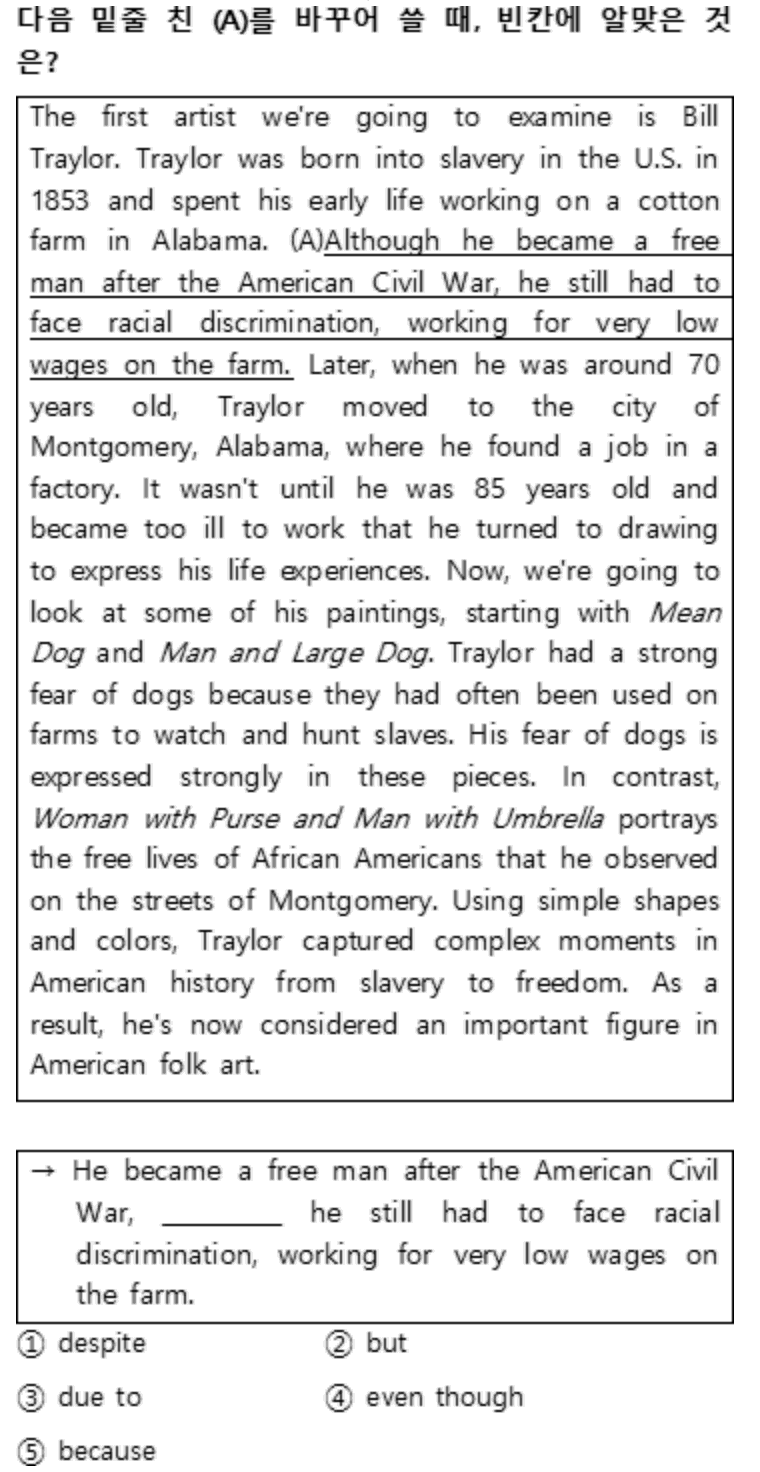 다음 밑줄 친 (A)를 바꾸어 쓸 때, 빈칸에 알맞은 것
은?
The first artist we're going to examine is Bill
Traylor. Traylor was born into slavery in the U.S. in
1853 and spent his early life working on a cotton
farm in Alabama. (A)Although he became a free
man after the American Civil War, he still had to
face racial discrimination, working for very low
wages on the farm. Later, when he was around 70
years old, Traylor moved to the city of
Montgomery, Alabama, where he found a job in a
factory. It wasn't until he was 85 years old and
became too ill to work that he turned to drawing
to express his life experiences. Now, we're going to
look at some of his paintings, starting with Mean
Dog and Man and Large Dog. Traylor had a strong
fear of dogs because they had often been used on
farms to watch and hunt slaves. His fear of dogs is
expressed strongly in these pieces. In contrast,
Woman with Purse and Man with Umbrella portrays
the free lives of African Americans that he observed
on the streets of Montgomery. Using simple shapes
and colors, Traylor captured complex moments in
American history from slavery to freedom. As a
result, he's now considered an important figure in
American folk art.
→ He became a free man after the American Civil
War, ________ he still had to face racial
discrimination, working for very low wages on
the farm.
① despite ② but
③ due to ④ even though
⑤ because